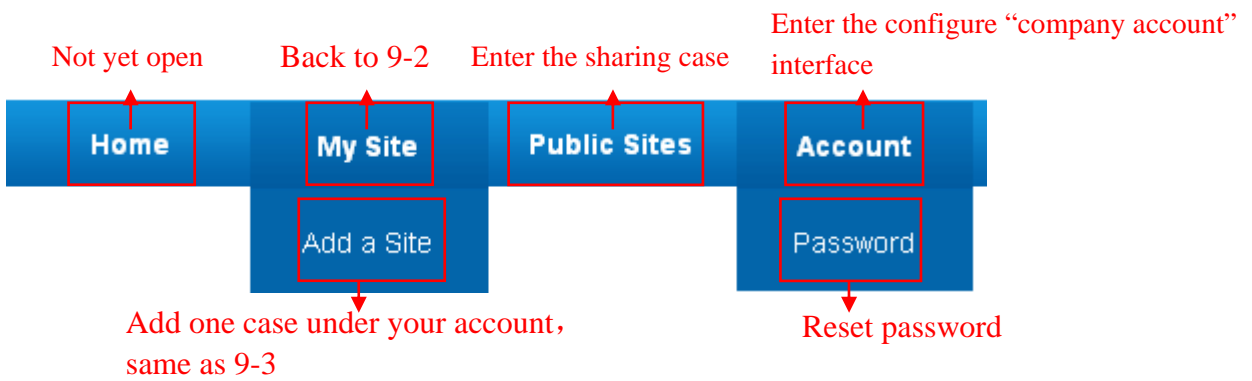 Enter the configure “company account”
interface
Not yet open
Back to 9-2
Enter the sharing case
Home
My Site
Public Sites
Account
Add a Site
Password
Add one case under your account，
same as 9-3
Reset password